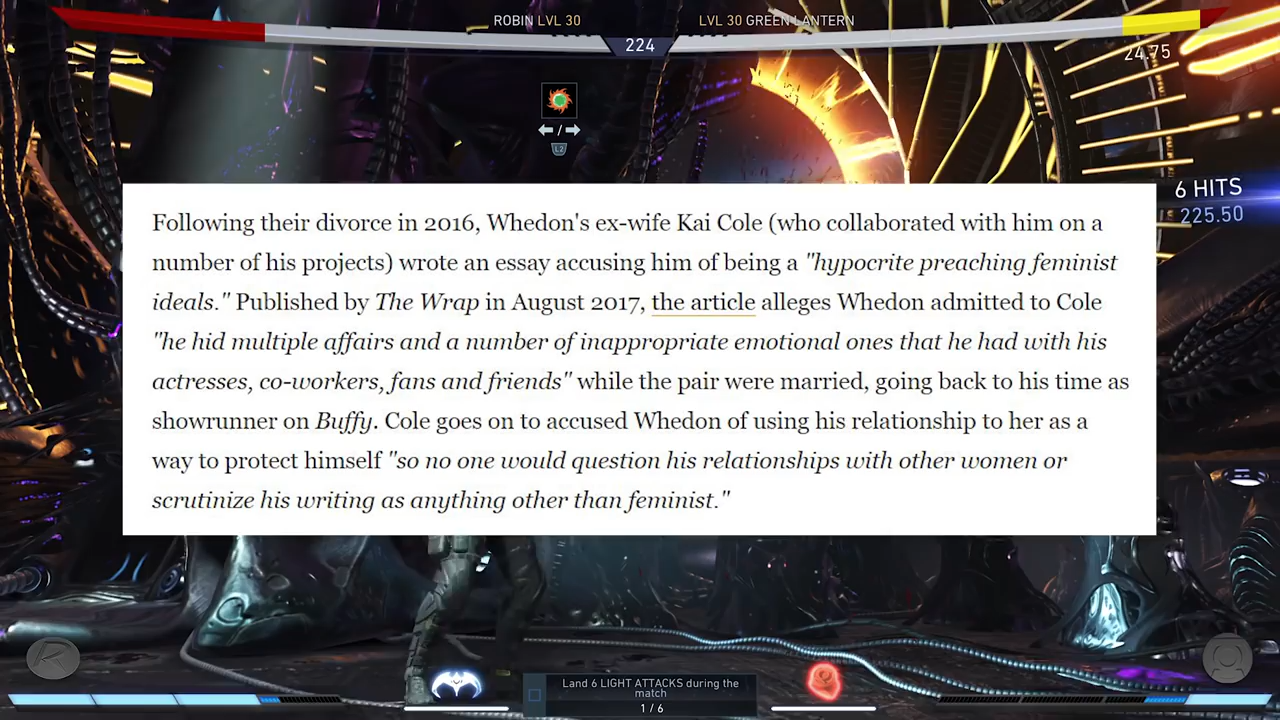 ROBIN LVL 30
LVL 30 GREEN LANTERN
224
24.75
L2
6 HITS
225.50
Following their divorce in 2016, Whedon's ex-wife Kai Cole (who collaborated with him on a
number of his projects) wrote an essay accusing him of being a "hypocrite preaching feminist
ideals." Published by The Wrap in August 2017, the article alleges Whedon admitted to Cole
"he hid multiple affairs and a number of inappropriate emotional ones that he had with his
actresses, co-workers, fans and friends" while the pair were married, going back to his time as
showrunner on Buffy. Cole goes on to accused Whedon of using his relationship to her as a
way to protect himself "so no one would question his relationships with other women or
scrutinize his writing as anything other than feminist."
Land 6 LIGHT ATTACKS during the
match
1 / 6